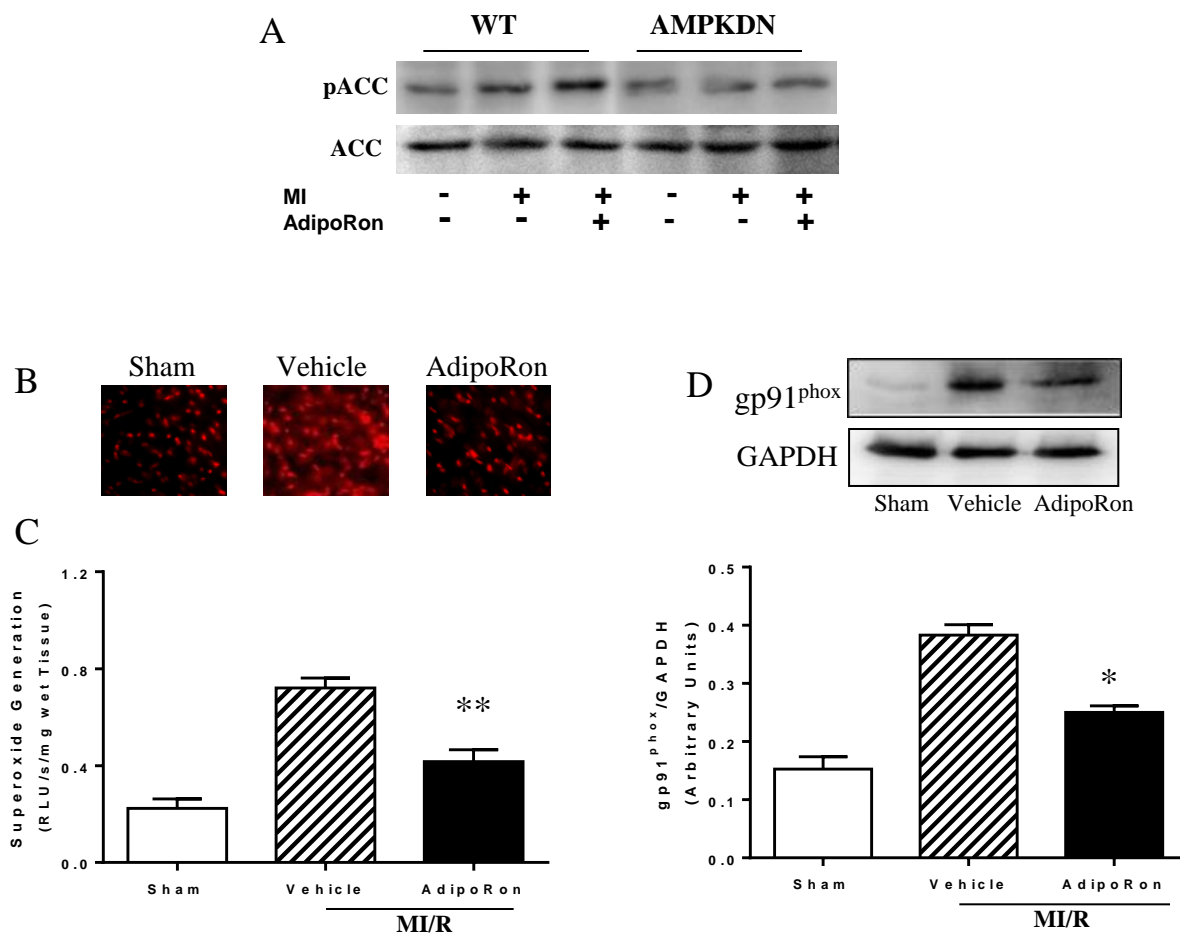 A
WT AMPKDN
pACC
ACC
MI - + + - + +
AdipoRon - - + - - +
B
Sham Vehicle AdipoRon
D
gp91phox
GAPDH
Sham Vehicle AdipoRon
C
Superoxide Generation
(RLU/s/mg wet Tissue)
1.2
0.8
0.4
0.0
**
Sham Vehicle AdipoRon
MI/R
gp91phox/GAPDH
(Arbitrary Units)
0.5
0.4
0.3
0.2
0.1
0.0
*
Sham Vehicle AdipoRon
MI/R